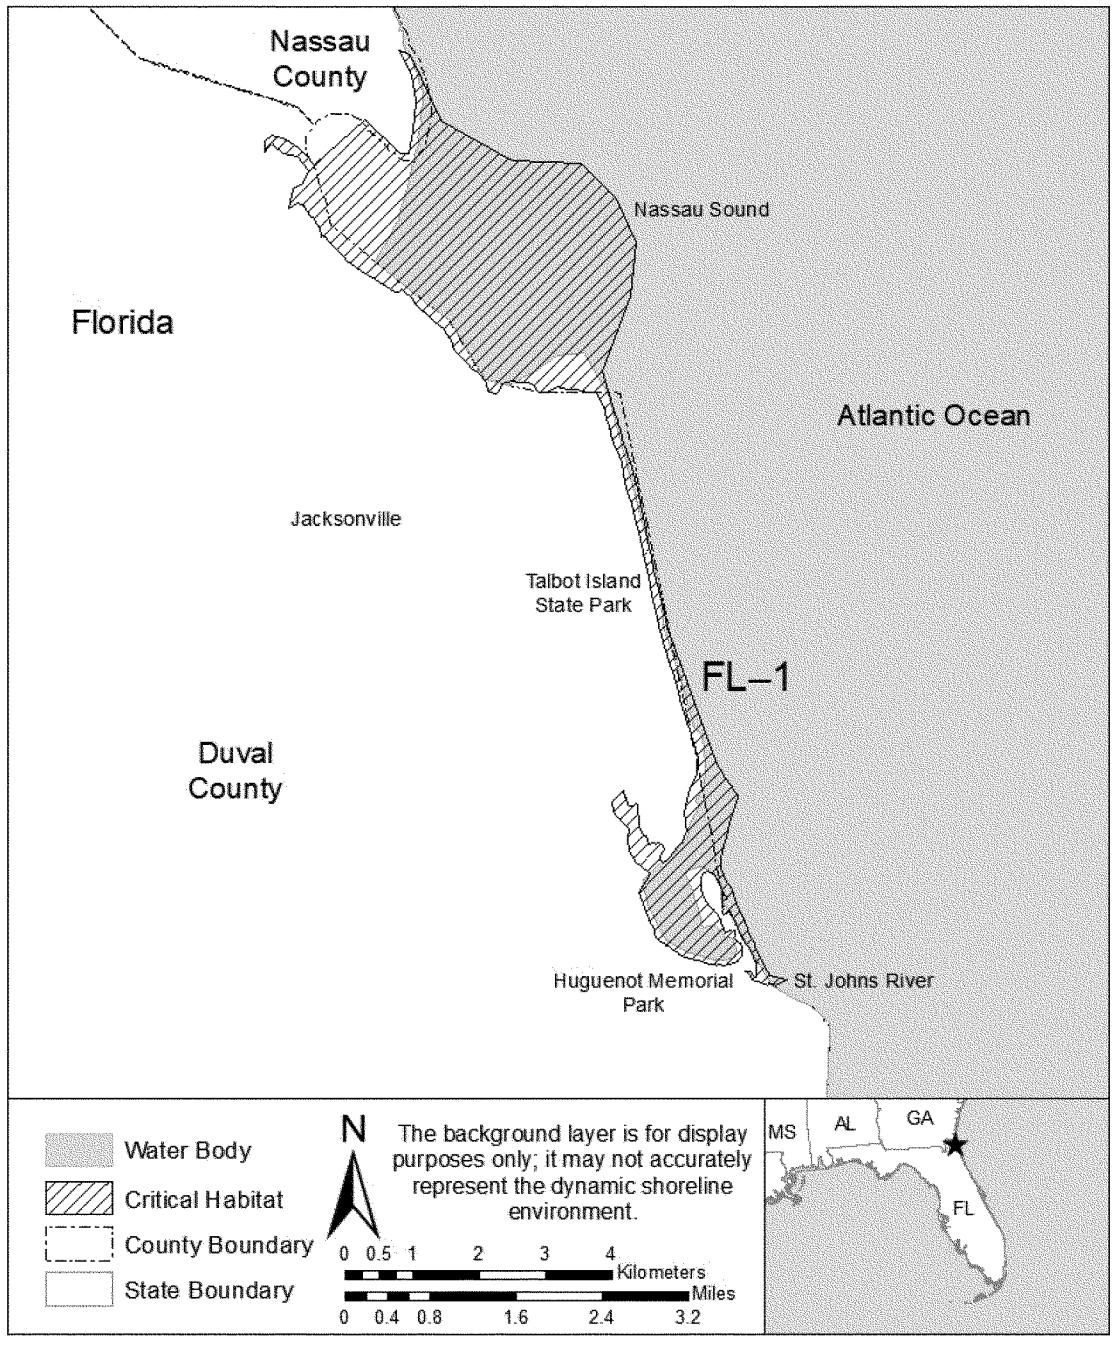 Nassau
County
Nassau Sound
Florida
Atlantic Ocean
Jacksonville
Talbot Island
State Park
FL–1
Duval
County
Huguenot Memorial
Park
St. Johns River
Water Body
Critical Habitat
County Boundary
State Boundary
N
The background layer is for display
purposes only; it may not accurately
represent the dynamic shoreline
environment.
0 0.5 1 2 3 4
Kilometers
Miles
0 0.4 0.8 1.6 2.4 3.2
MS
AL
GA
FL